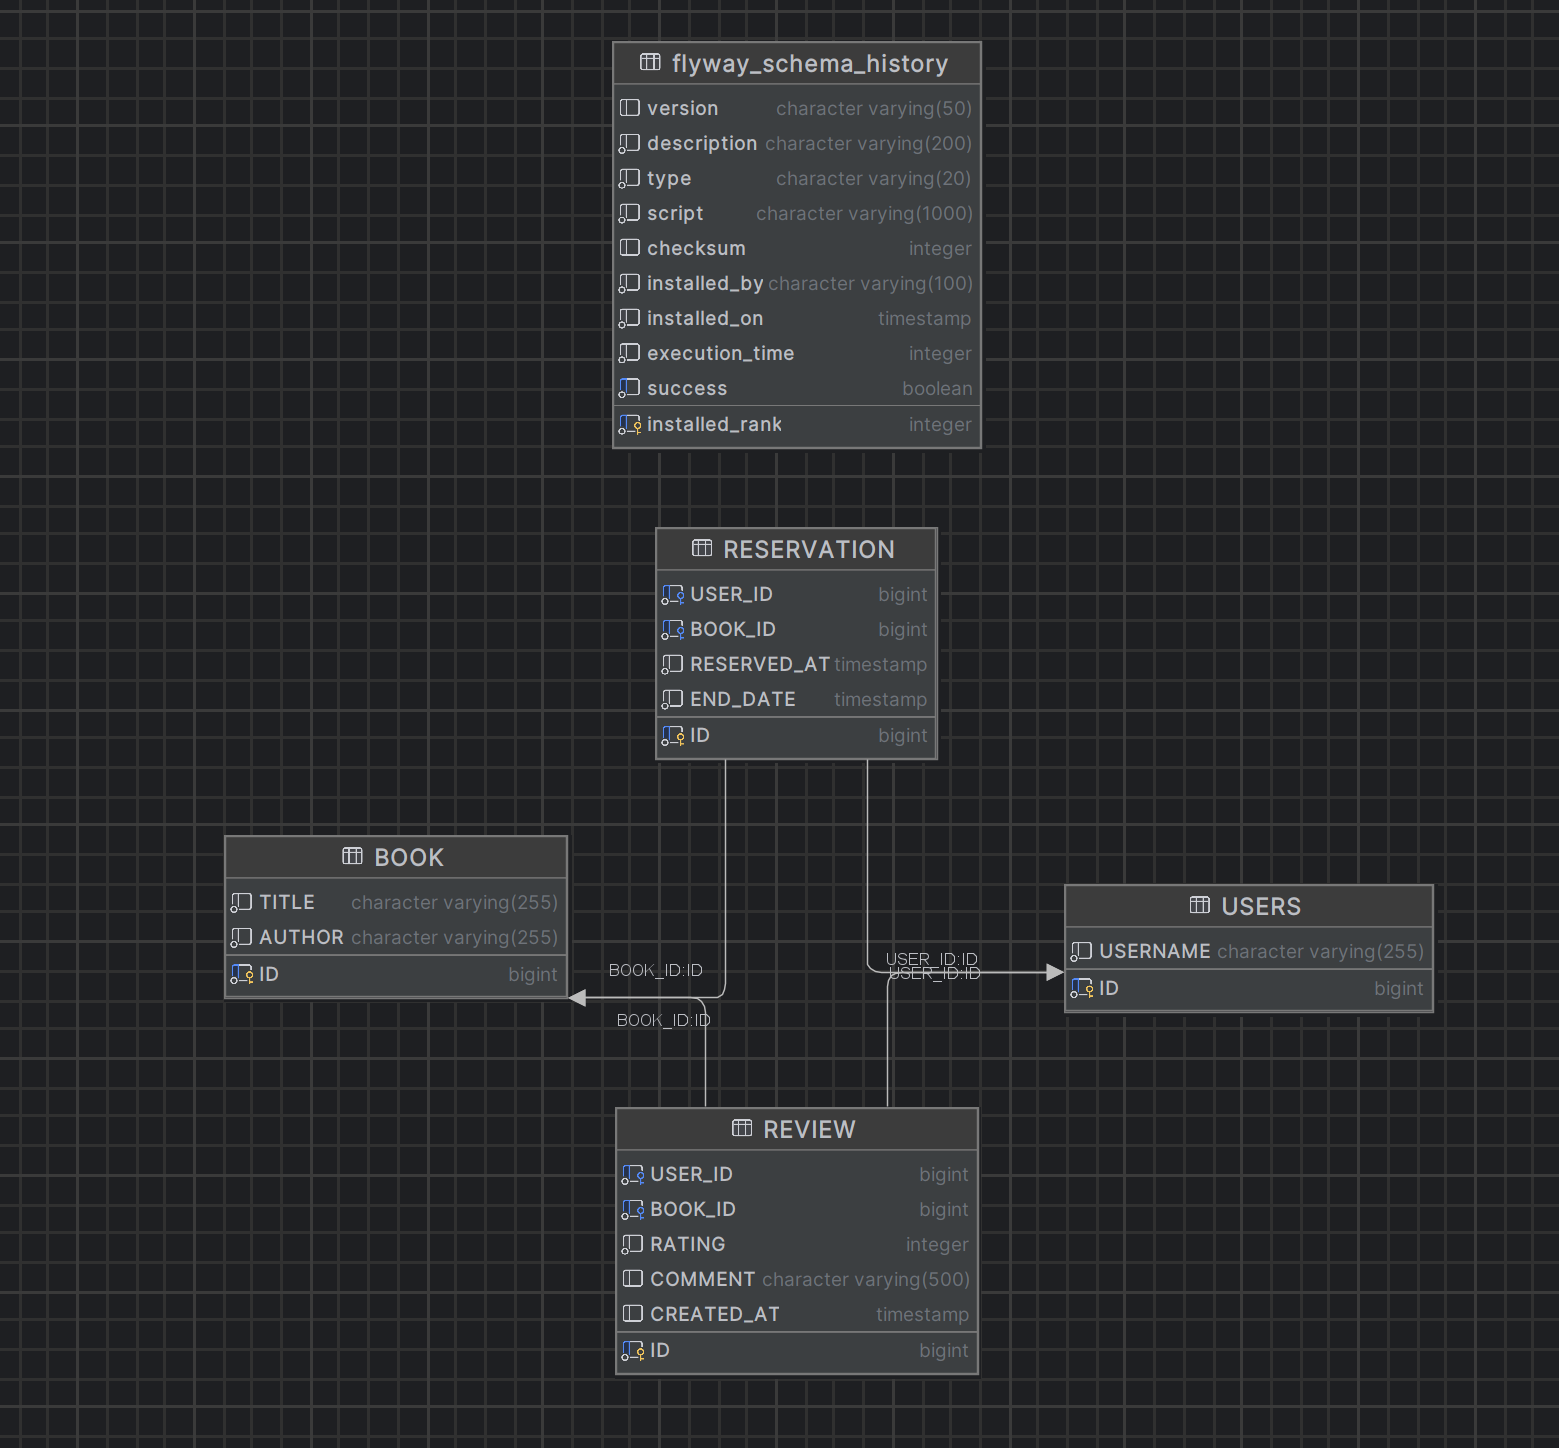 flyway_schema_history
version character varying(50)
description character varying(200)
type character varying(20)
script character varying(1000)
checksum integer
installed_by character varying(100)
installed_on timestamp
execution_time integer
success boolean
installed_rank integer
RESERVATION
USER_ID bigint
BOOK_ID bigint
RESERVED_AT timestamp
END_DATE timestamp
ID bigint
BOOK
TITLE character varying(255)
AUTHOR character varying(255)
ID bigint
USERS
USERNAME character varying(255)
ID bigint
BOOK_ID:ID
BOOK_ID:ID
USER_ID:ID
USER_ID:ID
REVIEW
USER_ID bigint
BOOK_ID bigint
RATING integer
COMMENT character varying(500)
CREATED_AT timestamp
ID bigint